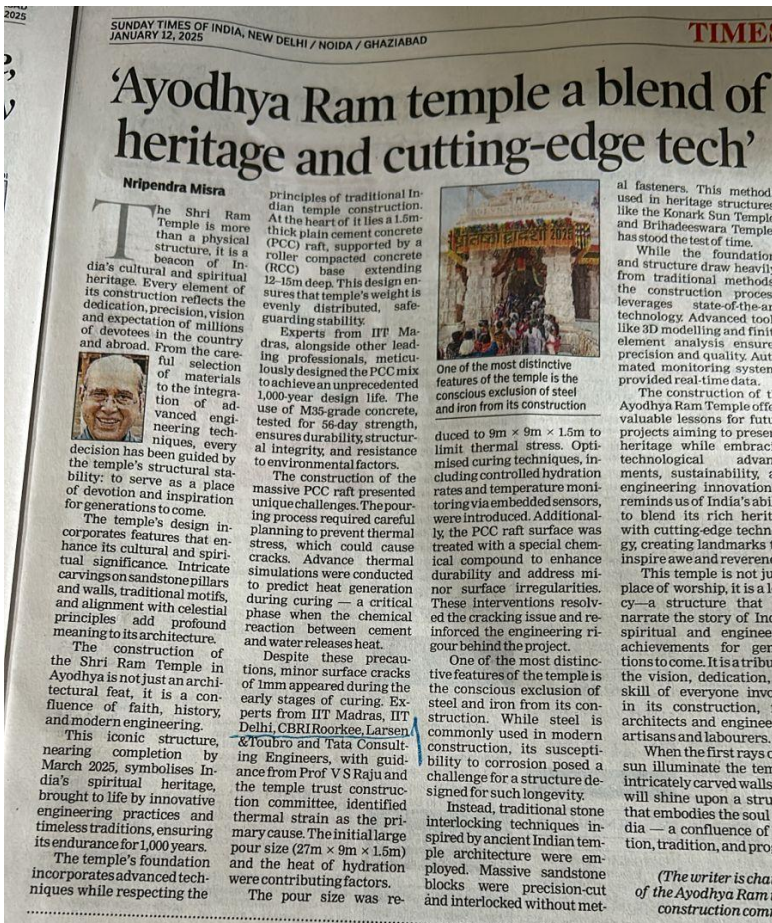 2025
SUNDAY TIMES OF INDIA, NEW DELHI / NOIDA / GHAZIABAD
JANUARY 12, 2025
TIMES
‘Ayodhya Ram temple a blend of
heritage and cutting-edge tech’
Nripendra Misra
The Shri Ram
Temple is more
than a physical
structure, it is a
beacon of In-
dia’s cultural and spiritual
heritage. Every element of
its construction reflects the
dedication, precision, vision
and expectation of millions
of devotees in the country
and abroad. From the care-
ful selection
of materials
to the integra-
tion of ad-
vanced engi-
neering tech-
niques, every
decision has been guided by
the temple’s structural sta-
bility: to serve as a place
of devotion and inspiration
for generations to come.
The temple’s design in-
corporates features that en-
hance its cultural and spiri-
tual significance. Intricate
carvings on sandstone pillars
and walls, traditional motifs,
and alignment with celestial
principles add profound
meaning to its architecture.
The construction of
the Shri Ram Temple in
Ayodhya is not just an archi-
tectural feat, it is a con-
fluence of faith, history,
and modern engineering.
This iconic structure,
nearing completion by
March 2025, symbolises In-
dia’s spiritual heritage,
brought to life by innovative
engineering practices and
timeless traditions, ensuring
its endurance for 1,000 years.
The temple’s foundation
incorporates advanced tech-
niques while respecting the
principles of traditional In-
dian temple construction.
At the heart of it lies a 1.5m-
thick plain cement concrete
(PCC) raft, supported by a
roller compacted concrete
(RCC) base extending
12–15m deep. This design en-
sures that temple’s weight is
evenly distributed, safe-
guarding stability.
Experts from IIT Ma-
dras, alongside other lead-
ing professionals, meticu-
lously designed the PCC mix
to achieve an unprecedented
1,000-year design life. The
use of M35-grade concrete,
tested for 56-day strength,
ensures durability, structur-
al integrity, and resistance
to environmental factors.
The construction of the
massive PCC raft presented
unique challenges. The pour-
ing process required careful
planning to prevent thermal
stress, which could cause
cracks. Advance thermal
simulations were conducted
to predict heat generation
during curing — a critical
phase when the chemical
reaction between cement
and water releases heat.
Despite these precau-
tions, minor surface cracks
of 1mm appeared during the
early stages of curing. Ex-
perts from IIT Madras, IIT
Delhi, CBRI Roorkee, Larsen
&Toubro and Tata Consult-
ing Engineers, with guid-
ance from Prof V S Raju and
the temple trust construc-
tion committee, identified
thermal strain as the pri-
mary cause. The initial large
pour size (27m × 9m × 1.5m)
and the heat of hydration
were contributing factors.
The pour size was re-
One of the most distinctive
features of the temple is the
conscious exclusion of steel
and iron from its construction
duced to 9m × 9m × 1.5m to
limit thermal stress. Opti-
mised curing techniques, in-
cluding controlled hydration
rates and temperature moni-
toring via embedded sensors,
were introduced. Additional-
ly, the PCC raft surface was
treated with a special chem-
ical compound to enhance
durability and address mi-
nor surface irregularities.
These interventions resolv-
ed the cracking issue and re-
inforced the engineering ri-
gour behind the project.
One of the most distinc-
tive features of the temple is
the conscious exclusion of
steel and iron from its con-
struction. While steel is
commonly used in modern
construction, its suscepti-
bility to corrosion posed a
challenge for a structure de-
signed for such longevity.
Instead, traditional stone
interlocking techniques in-
spired by ancient Indian tem-
ple architecture were em-
ployed. Massive sandstone
blocks were precision-cut
and interlocked without met-
al fasteners. This method
used in heritage structures
like the Konark Sun Temple
and Brihadeeswara Temple
has stood the test of time.
While the foundation
and structure draw heavily
from traditional methods
the construction process
leverages state-of-the-ar
technology. Advanced tool
like 3D modelling and finit
element analysis ensure
precision and quality. Aut
mated monitoring system
provided real-time data.
The construction of t
Ayodhya Ram Temple offe
valuable lessons for futu
projects aiming to preser
heritage while embraci
technological advan
ments, sustainability, a
engineering innovation
reminds us of India’s abi
to blend its rich herit
with cutting-edge techn
gy, creating landmarks t
inspire awe and reveren
This temple is not ju
place of worship, it is a l
cy—a structure that
narrate the story of Ind
spiritual and enginee
achievements for gen
tions to come. It is a tribu
the vision, dedication,
skill of everyone invo
in its construction,
architects and enginee
artisans and labourers.
When the first rays o
sun illuminate the tem
intricately carved walls
will shine upon a stru
that embodies the soul
dia — a confluence of
tion, tradition, and pro
(The writer is cha
of the Ayodhya Ram
construction com